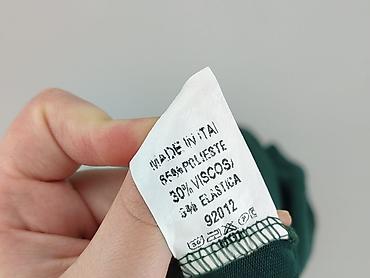 MADE IN ITAL
65% POLIESTE
30% VISCOS
5% ELASTICA
92012